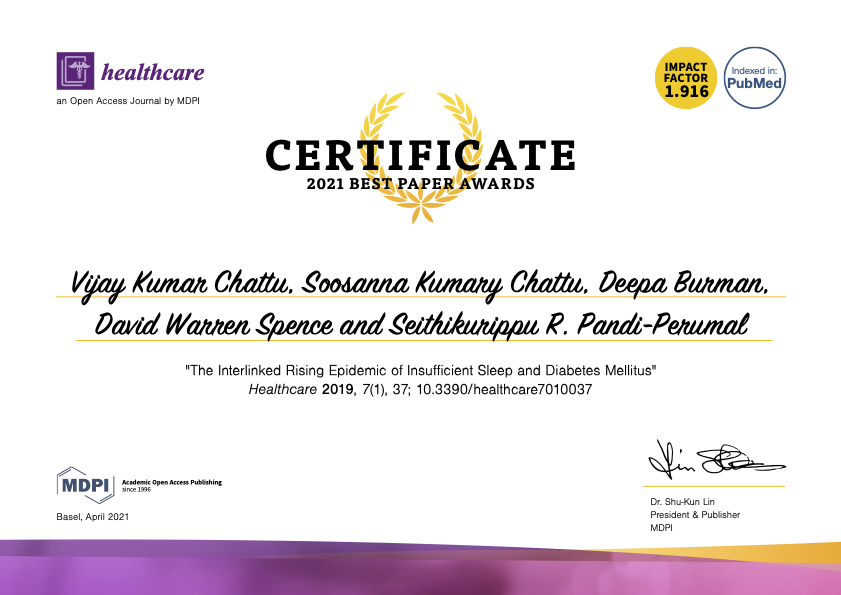 healthcare
an Open Access Journal by MDPI
IMPACT
FACTOR
1.916
Indexed in:
PubMed
CERTIFICATE
2021 BEST PAPER AWARDS
Vijay Kumar Chattu, Soosanna Kumary Chattu, Deepa Burman,
David Warren Spence and Seithikurippu R. Pandi-Perumal
"The Interlinked Rising Epidemic of Insufficient Sleep and Diabetes Mellitus"
Healthcare 2019, 7(1), 37; 10.3390/healthcare7010037
MDPI
Academic Open Access Publishing
since 1996
Basel, April 2021
Dr. Shu-Kun Lin
President & Publisher
MDPI